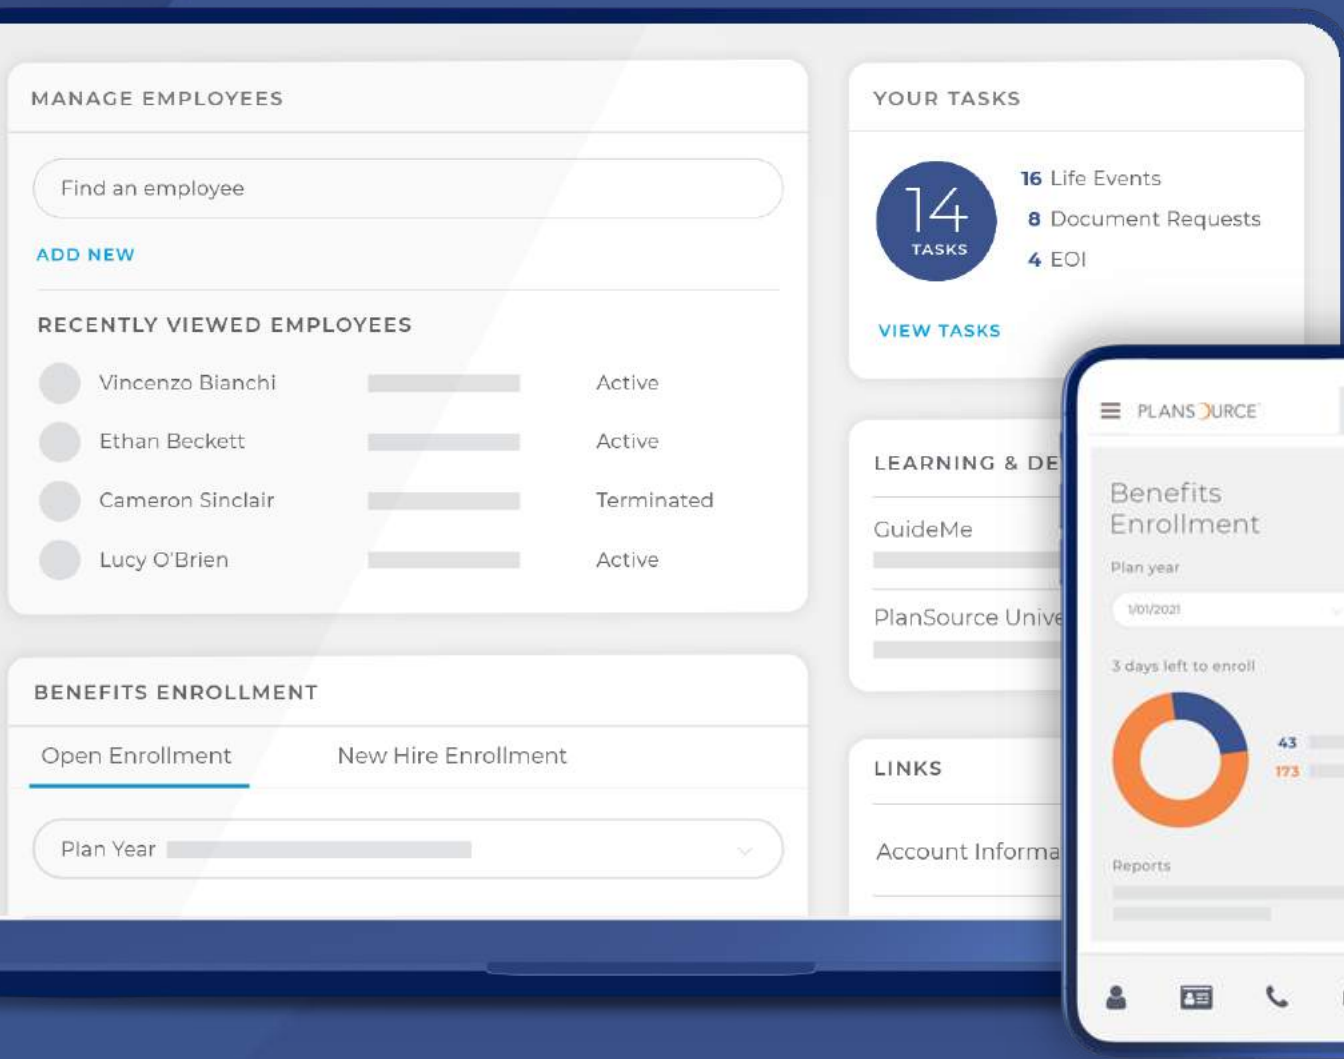 MANAGE EMPLOYEES
Find an employee
ADD NEW
RECENTLY VIEWED EMPLOYEES
Vincenzo Bianchi Active
Ethan Beckett Active
Cameron Sinclair Terminated
Lucy O'Brien Active
BENEFITS ENROLLMENT
Open Enrollment New Hire Enrollment
Plan Year
YOUR TASKS
14
TASKS
16 Life Events
8 Document Requests
4 EOI
VIEW TASKS
LEARNING & DE
GuideMe
PlanSource Unive
LINKS
Account Informa
PLANSOURCE
Benefits
Enrollment
Plan year
1/01/2021
3 days left to enroll
43
173
Reports